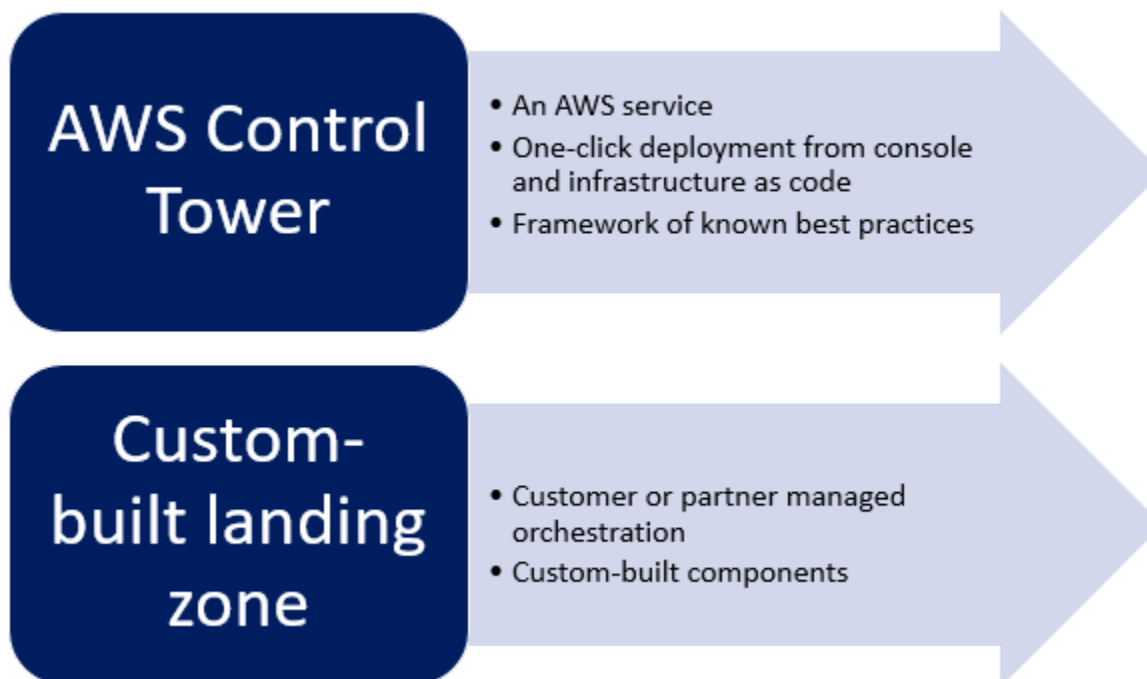 AWS Control
Tower
• An AWS service
• One-click deployment from console
and infrastructure as code
• Framework of known best practices
Custom-
built landing
zone
• Customer or partner managed
orchestration
• Custom-built components